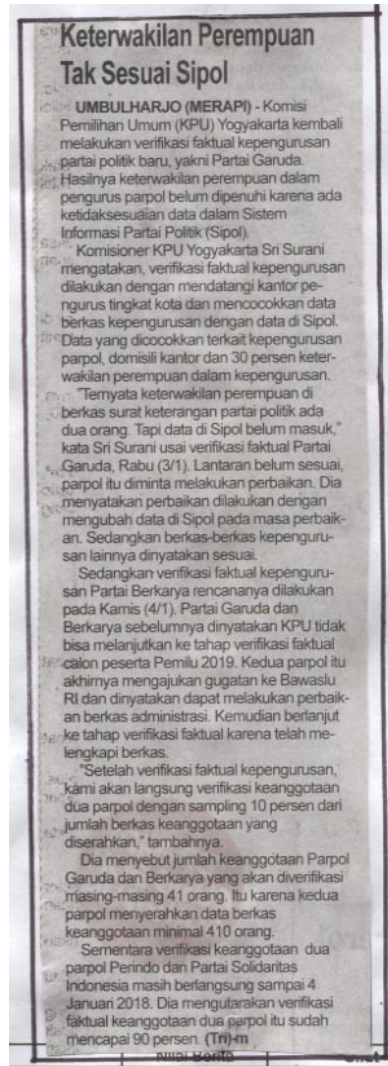 Keterwakilan Perempuan
Tak Sesuai Sipol
UMBULHARJO (MERAPI) - Komisi
Pemilihan Umum (KPU) Yogyakarta kembali
melakukan verifikasi faktual kepengurusan
partai politik baru, yakni Partai Garuda.
Hasilnya keterwakilan perempuan dalam
pengurus parpol belum dipenuhi karena ada
ketidaksesuaian data dalam Sistem
Informasi Partai Politik (Sipol).
Komisioner KPU Yogyakarta Sri Surani
mengatakan, verifikasi faktual kepengurusan
dilakukan dengan mendatangi kantor pe-
ngurus tingkat kota dan mencocokkan data
berkas kepengurusan dengan data di Sipol.
Data yang dicocokkan terkait kepengurusan
parpol, domisili kantor dan 30 persen keter-
wakilan perempuan dalam kepengurusan.
"Ternyata keterwakilan perempuan di
berkas surat keterangan partai politik ada
dua orang. Tapi data di Sipol belum masuk,"
kata Sri Surani usai verifikasi faktual Partai
Garuda, Rabu (3/1). Lantaran belum sesuai,
parpol itu diminta melakukan perbaikan. Dia
menyatakan perbaikan dilakukan dengan
mengubah data di Sipol pada masa perbaik-
an. Sedangkan berkas-berkas kepenguru-
san lainnya dinyatakan sesuai.
Sedangkan verifikasi faktual kepenguru-
san Partai Berkarya rencananya dilakukan
pada Kamis (4/1). Partai Garuda dan
Berkarya sebelumnya dinyatakan KPU tidak
bisa melanjutkan ke tahap verifikasi faktual
calon peserta Pemilu 2019. Kedua parpol itu
akhirnya mengajukan gugatan ke Bawaslu
RI dan dinyatakan dapat melakukan perbaik-
an berkas administrasi. Kemudian berlanjut
ke tahap verifikasi faktual karena telah me-
lengkapi berkas.
"Setelah verifikasi faktual kepengurusan,
kami akan langsung verifikasi keanggotaan
dua parpol dengan sampling 10 persen dari
jumlah berkas keanggotaan yang
diserahkan," tambahnya.
Dia menyebut jumlah keanggotaan Parpol
Garuda dan Berkarya yang akan diverifikasi
masing-masing 41 orang. Itu karena kedua
parpol menyerahkan data berkas
keanggotaan minimal 410 orang.
Sementara verifikasi keanggotaan dua
parpol Perindo dan Partai Solidaritas
Indonesia masih berlangsung sampai 4
Januari 2018. Dia mengutarakan verifikasi
faktual keanggotaan dua parpol itu sudah
mencapai 90 persen. (Tri)-m